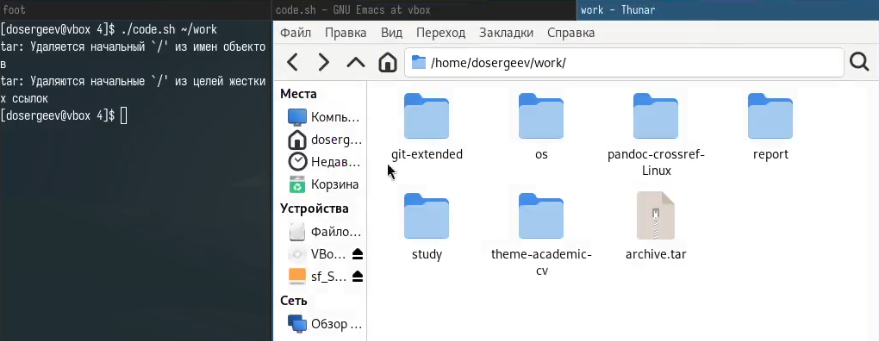 foot
code.sh – GNU Emacs at vbox
work – Thunar
[dosergeev@vbox 4]$ ./code.sh ~/work
tar: Удаляется начальный `/' из имен объекто
в
tar: Удаляются начальные `/' из целей жестки
х ссылок
[dosergeev@vbox 4]$
Файл Правка Вид Переход Закладки Справка
/home/dosergeev/work/
Места
Компь...
doserg...
Недав...
Корзина
Устройства
Файло...
VBo...
sf_S...
Сеть
Обзор ...
git-extended
os
pandoc-crossref-
Linux
report
study
theme-academic-
cv
archive.tar